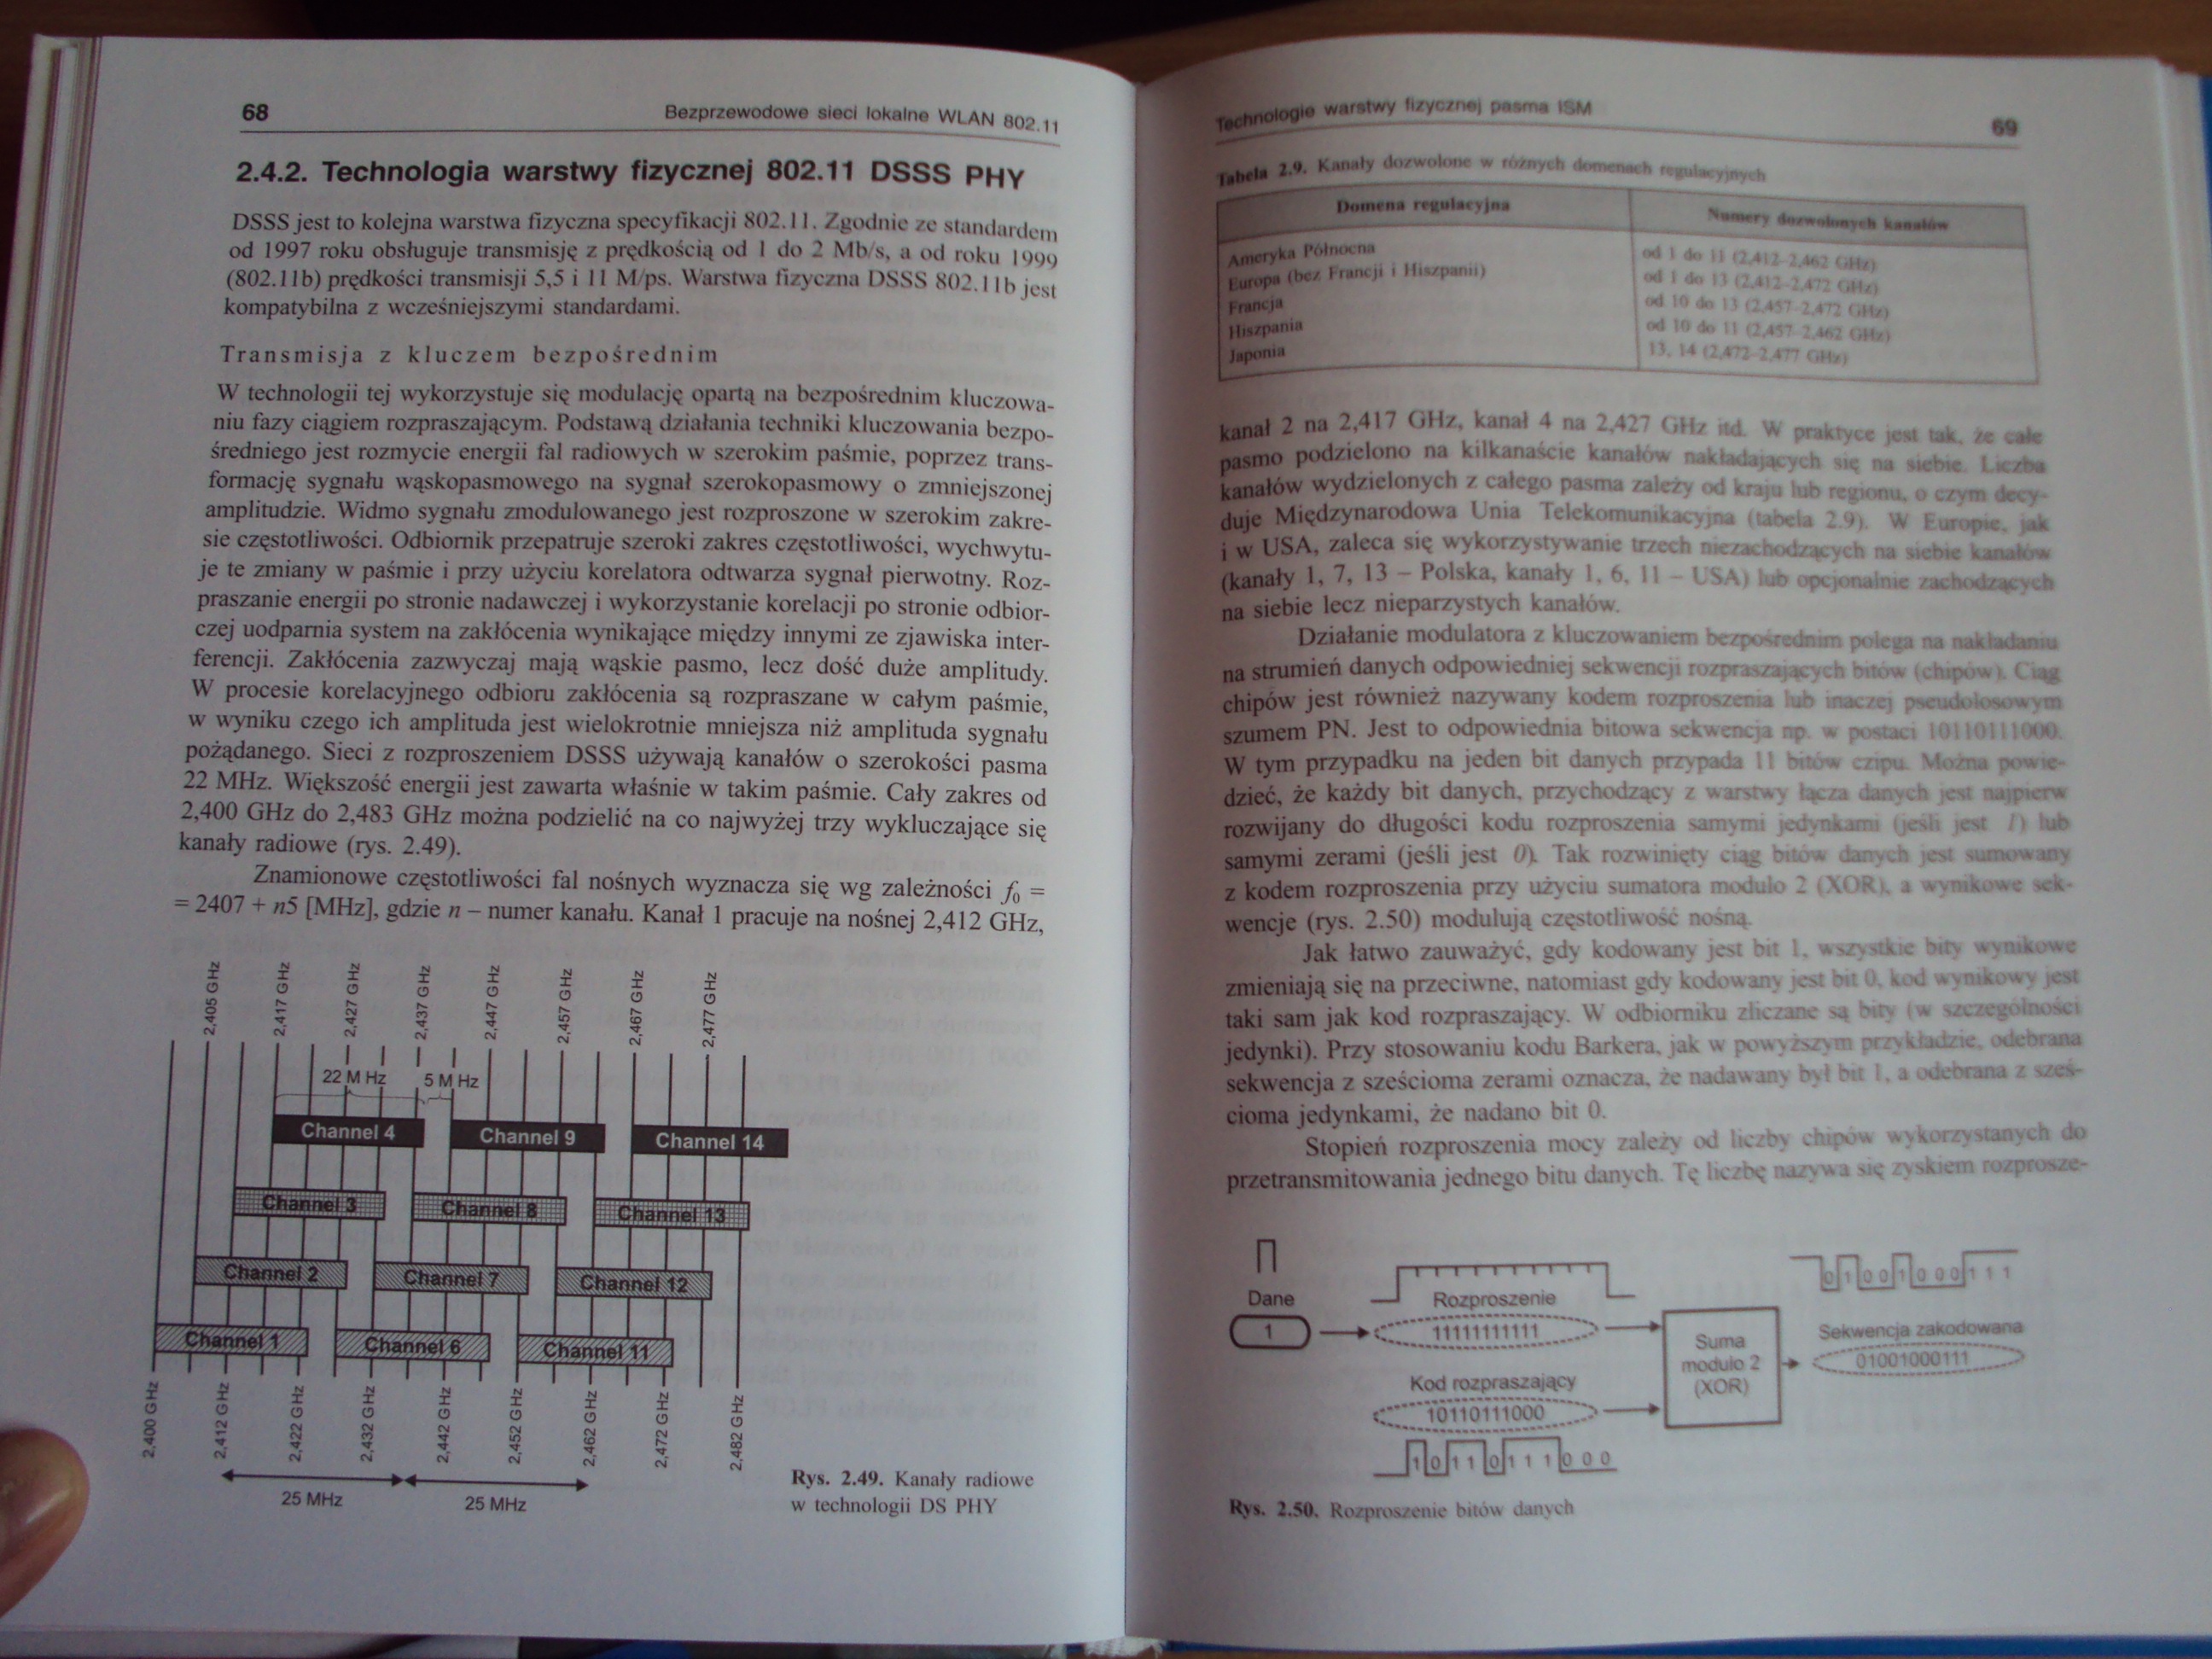 68
Bezprzewodowe sieci lokalne WLAN 802.11
2.4.2. Technologia warstwy fizycznej 802.11 DSSS PHY
DSSS jest to kolejna warstwa fizyczna specyfikacji 802.11. Zgodnie ze standardem
od 1997 roku obsługuje transmisję z prędkością od 1 do 2 Mb/s, a od roku 1999
(802.11b) prędkości transmisji 5,5 i 11 M/ps. Warstwa fizyczna DSSS 802.11b jest
kompatybilna z wcześniejszymi standardami.
Transmisja z kluczem bezpośrednim
W technologii tej wykorzystuje się modulację opartą na bezpośrednim kluczowa-
niu fazy ciągiem rozpraszającym. Podstawą działania techniki kluczowania bezpo-
średniego jest rozmycie energii fal radiowych w szerokim paśmie, poprzez trans-
formację sygnału wąskopasmowego na sygnał szerokopasmowy o zmniejszonej
amplitudzie. Widmo sygnału zmodulowanego jest rozproszone w szerokim zakre-
sie częstotliwości. Odbiornik przepatruje szeroki zakres częstotliwości, wychwytu-
je te zmiany w paśmie i przy użyciu korelatora odtwarza sygnał pierwotny. Roz-
praszanie energii po stronie nadawczej i wykorzystanie korelacji po stronie odbior-
czej uodparnia system na zakłócenia wynikające między innymi ze zjawiska inter-
ferencji. Zakłócenia zazwyczaj mają wąskie pasmo, lecz dość duże amplitudy.
W procesie korelacyjnego odbioru zakłócenia są rozpraszane w całym paśmie,
w wyniku czego ich amplituda jest wielokrotnie mniejsza niż amplituda sygnału
pożądanego. Sieci z rozproszeniem DSSS używają kanałów o szerokości pasma
22 MHz. Większość energii jest zawarta właśnie w takim paśmie. Cały zakres od
2,400 GHz do 2,483 GHz można podzielić na co najwyżej trzy wykluczające się
kanały radiowe (rys. 2.49).
Znamionowe częstotliwości fal nośnych wyznacza się wg zależności f₀ =
= 2407 + n5 [MHz], gdzie n – numer kanału. Kanał 1 pracuje na nośnej 2,412 GHz,
2,405 GHz
2,417 GHz
2,427 GHz
2,437 GHz
2,447 GHz
2,457 GHz
2,467 GHz
2,477 GHz
22 MHz
5 MHz
Channel 4
Channel 9
Channel 14
Channel 3
Channel 8
Channel 13
Channel 2
Channel 7
Channel 12
Channel 1
Channel 6
Channel 11
2,400 GHz
2,412 GHz
2,422 GHz
2,432 GHz
2,442 GHz
2,452 GHz
2,462 GHz
2,472 GHz
2,482 GHz
25 MHz
25 MHz
Rys. 2.49. Kanały radiowe
w technologii DS PHY
Technologie warstwy fizycznej pasma ISM
69
Tabela 2.9. Kanały dozwolone w różnych domenach regulacyjnych
Domena regulacyjna
Numery dozwolonych kanałów
Ameryka Północna
od 1 do 11 (2,412-2,462 GHz)
Europa (bez Francji i Hiszpanii)
od 1 do 13 (2,412-2,472 GHz)
Francja
od 10 do 13 (2,457-2,472 GHz)
Hiszpania
od 10 do 11 (2,457-2,462 GHz)
Japonia
13, 14 (2,472-2,477 GHz)
kanał 2 na 2,417 GHz, kanał 4 na 2,427 GHz itd. W praktyce jest tak, że całe
pasmo podzielono na kilkanaście kanałów nakładających się na siebie. Liczba
kanałów wydzielonych z całego pasma zależy od kraju lub regionu, o czym decy-
duje Międzynarodowa Unia Telekomunikacyjna (tabela 2.9). W Europie, jak
i w USA, zaleca się wykorzystywanie trzech niezachodzących na siebie kanałów
(kanały 1, 7, 13 – Polska, kanały 1, 6, 11 – USA) lub opcjonalnie zachodzących
na siebie lecz nieparzystych kanałów.
Działanie modulatora z kluczowaniem bezpośrednim polega na nakładaniu
na strumień danych odpowiedniej sekwencji rozpraszających bitów (chipów). Ciąg
chipów jest również nazywany kodem rozproszenia lub inaczej pseudolosowym
szumem PN. Jest to odpowiednia bitowa sekwencja np. w postaci 10110111000.
W tym przypadku na jeden bit danych przypada 11 bitów czipu. Można powie-
dzieć, że każdy bit danych, przychodzący z warstwy łącza danych jest najpierw
rozwijany do długości kodu rozproszenia samymi jedynkami (jeśli jest 1) lub
samymi zerami (jeśli jest 0). Tak rozwinięty ciąg bitów danych jest sumowany
z kodem rozproszenia przy użyciu sumatora modulo 2 (XOR), a wynikowe sek-
wencje (rys. 2.50) modulują częstotliwość nośną.
Jak łatwo zauważyć, gdy kodowany jest bit 1, wszystkie bity wynikowe
zmieniają się na przeciwne, natomiast gdy kodowany jest bit 0, kod wynikowy jest
taki sam jak kod rozpraszający. W odbiorniku zliczane są bity (w szczególności
jedynki). Przy stosowaniu kodu Barkera, jak w powyższym przykładzie, odebrana
sekwencja z sześcioma zerami oznacza, że nadawany był bit 1, a odebrana z sześ-
cioma jedynkami, że nadano bit 0.
Stopień rozproszenia mocy zależy od liczby chipów wykorzystanych do
przetransmitowania jednego bitu danych. Tę liczbę nazywa się zyskiem rozprosze-
0 1 0 0 1 0 0 0 1 1 1
Dane
Rozproszenie
1
11111111111
Suma
modulo 2
(XOR)
Sekwencja zakodowana
01001000111
Kod rozpraszający
10110111000
1 0 1 1 0 1 1 1 0 0 0
Rys. 2.50. Rozproszenie bitów danych